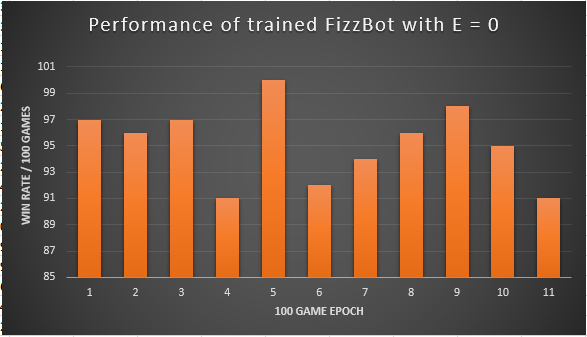 Performance of trained FizzBot with E = 0
WIN RATE / 100 GAMES
101
99
97
95
93
91
89
87
85
1 2 3 4 5 6 7 8 9 10 11
100 GAME EPOCH